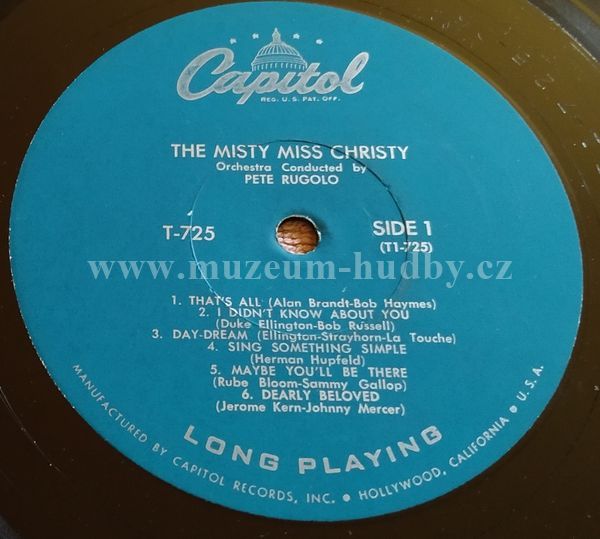 Capitol
REG. U.S. PAT. OFF.
THE MISTY MISS CHRISTY
Orchestra Conducted by
PETE RUGOLO
T-725
SIDE 1
(T1-725)
www.muzeum-hudby.cz
1. THAT'S ALL (Alan Brandt-Bob Haymes)
2. I DIDN'T KNOW ABOUT YOU
(Duke Ellington-Bob Russell)
3. DAY-DREAM (Ellington-Strayhorn-La Touche)
4. SING SOMETHING SIMPLE
(Herman Hupfeld)
5. MAYBE YOU'LL BE THERE
(Rube Bloom-Sammy Gallop)
6. DEARLY BELOVED
(Jerome Kern-Johnny Mercer)
LONG PLAYING
MANUFACTURED BY CAPITOL RECORDS, INC. • HOLLYWOOD, CALIFORNIA • U.S.A.